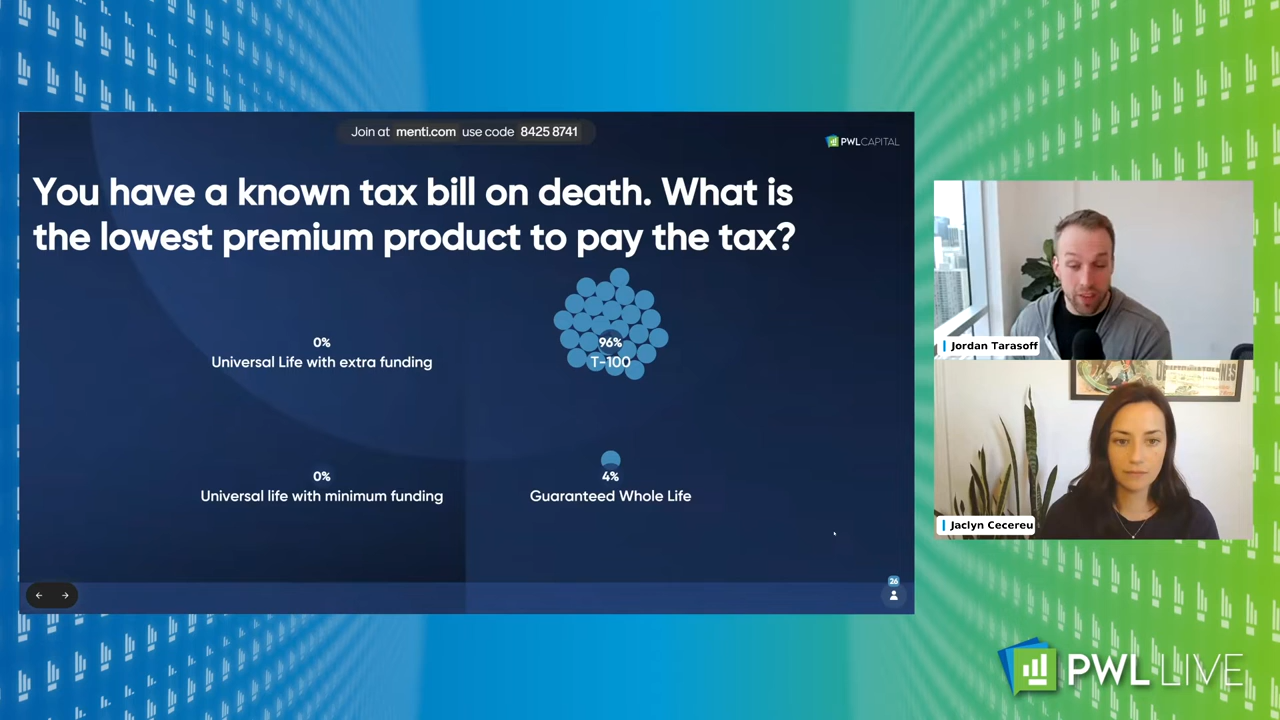 Join at menti.com use code 8425 8741
PWLCAPITAL
You have a known tax bill on death. What is
the lowest premium product to pay the tax?
0%
Universal Life with extra funding
96%
T-100
0%
Universal life with minimum funding
4%
Guaranteed Whole Life
26
Jordan Tarasoff
Jaclyn Cecereu
PWL LIVE